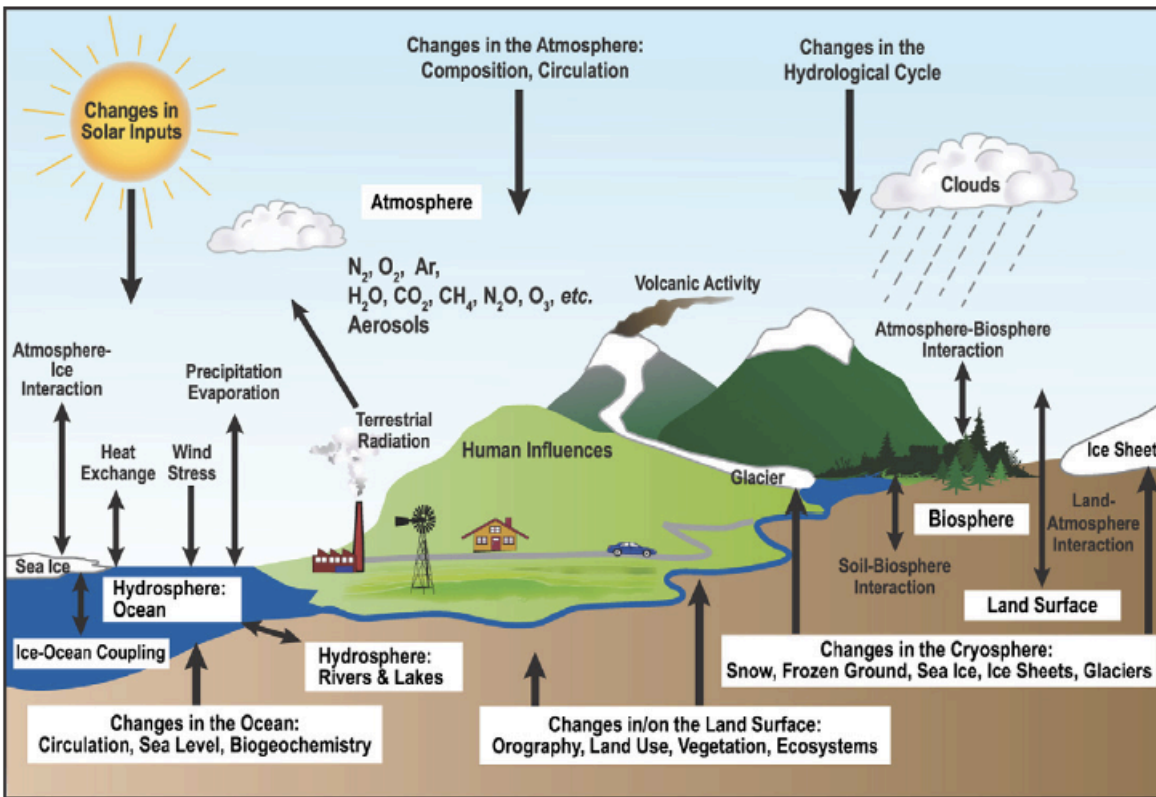 Changes in
Solar Inputs
Changes in the Atmosphere:
Composition, Circulation
Changes in the
Hydrological Cycle
Clouds
Atmosphere
N₂, O₂, Ar,
H₂O, CO₂, CH₄, N₂O, O₃, etc.
Aerosols
Volcanic Activity
Atmosphere-Biosphere
Interaction
Atmosphere-
Ice
Interaction
Precipitation
Evaporation
Terrestrial
Radiation
Heat
Exchange
Wind
Stress
Human Influences
Glacier
Ice Sheet
Land-
Atmosphere
Interaction
Biosphere
Soil-Biosphere
Interaction
Land Surface
Sea Ice
Hydrosphere:
Ocean
Ice-Ocean Coupling
Hydrosphere:
Rivers & Lakes
Changes in the Cryosphere:
Snow, Frozen Ground, Sea Ice, Ice Sheets, Glaciers
Changes in the Ocean:
Circulation, Sea Level, Biogeochemistry
Changes in/on the Land Surface:
Orography, Land Use, Vegetation, Ecosystems